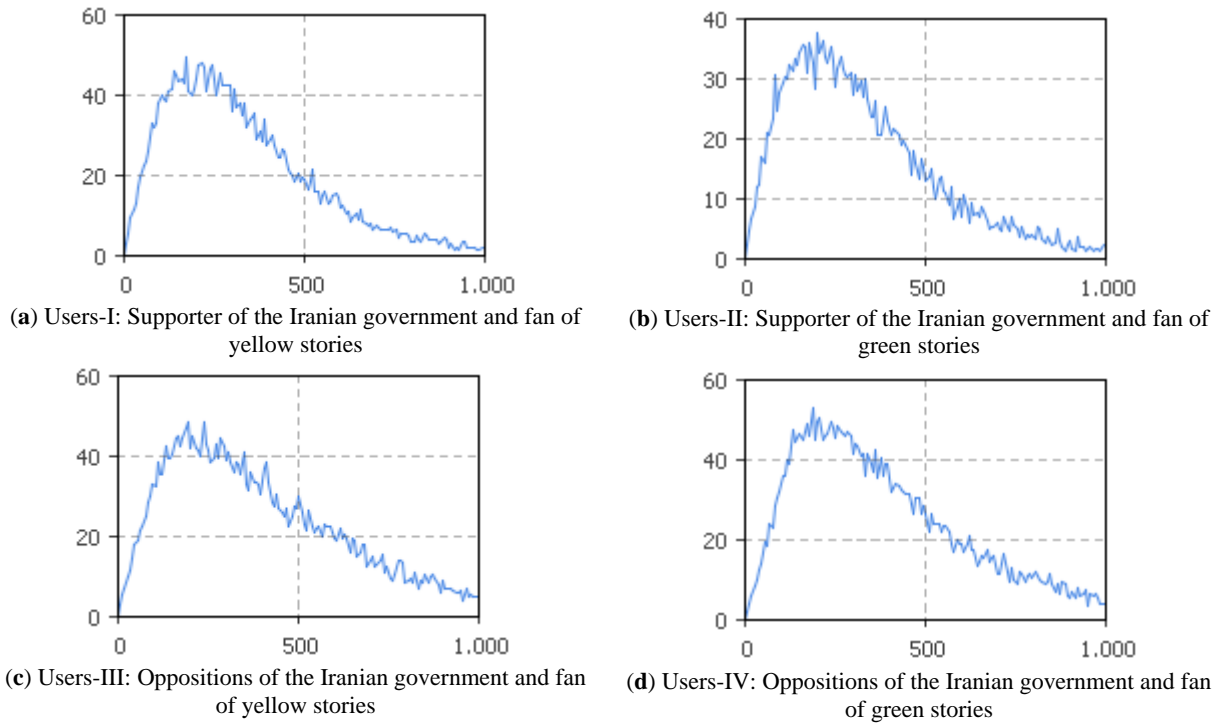 60
40
20
0
0 500 1.000
(a) Users-I: Supporter of the Iranian government and fan of
yellow stories
40
30
20
10
0
0 500 1.000
(b) Users-II: Supporter of the Iranian government and fan of
green stories
60
40
20
0
0 500 1.000
(c) Users-III: Oppositions of the Iranian government and fan
of yellow stories
60
40
20
0
0 500 1.000
(d) Users-IV: Oppositions of the Iranian government and fan
of green stories